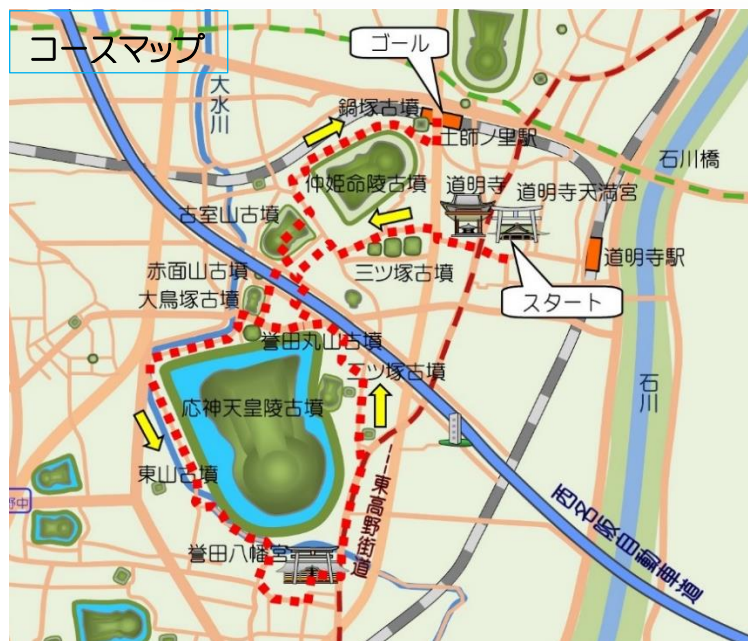 コースマップ
ゴール
大水川
鍋塚古墳
土師ノ里駅
石川橋
仲姫命陵古墳
道明寺
道明寺天満宮
古室山古墳
道明寺駅
赤面山古墳
三ツ塚古墳
大鳥塚古墳
スタート
誉田丸山古墳
二ツ塚古墳
応神天皇陵古墳
石川
東山古墳
東高野街道
西名阪自動車道
野中
誉田八幡宮